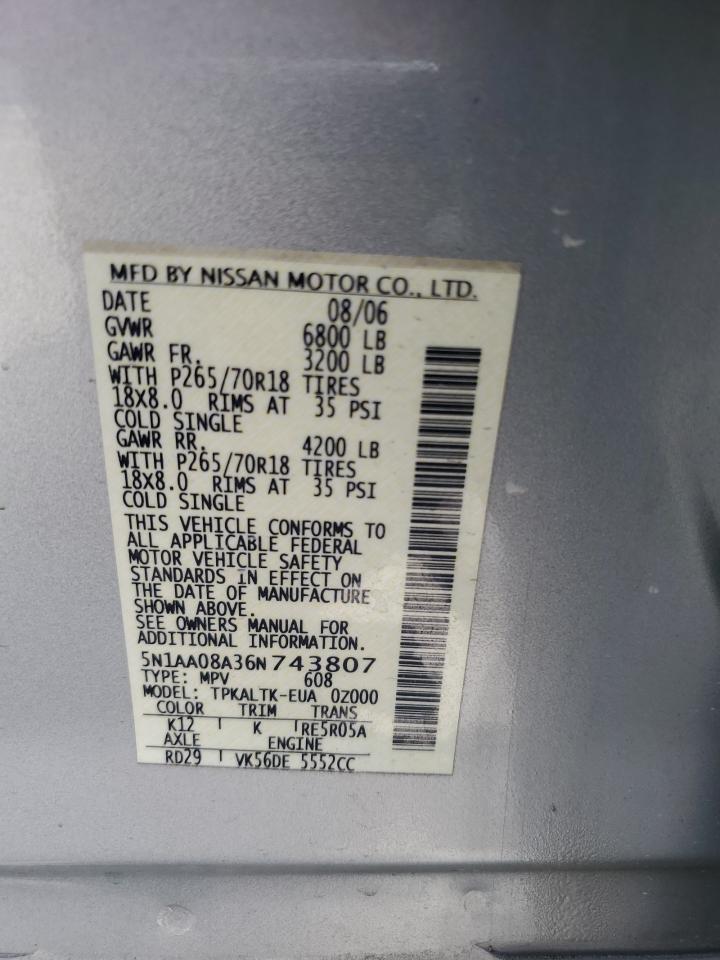 MFD BY NISSAN MOTOR CO., LTD.
DATE 08/06
GVWR 6800 LB
GAWR FR. 3200 LB
WITH P265/70R18 TIRES
18X8.0 RIMS AT 35 PSI
COLD SINGLE
GAWR RR. 4200 LB
WITH P265/70R18 TIRES
18X8.0 RIMS AT 35 PSI
COLD SINGLE
THIS VEHICLE CONFORMS TO
ALL APPLICABLE FEDERAL
MOTOR VEHICLE SAFETY
STANDARDS IN EFFECT ON
THE DATE OF MANUFACTURE
SHOWN ABOVE.
SEE OWNERS MANUAL FOR
ADDITIONAL INFORMATION.
5N1AA08A36N743807
TYPE: MPV 608
MODEL: TPKALTK-EUA 0Z000
COLOR TRIM TRANS
K12 K RE5R05A
AXLE ENGINE
RD29 VK56DE 5552CC